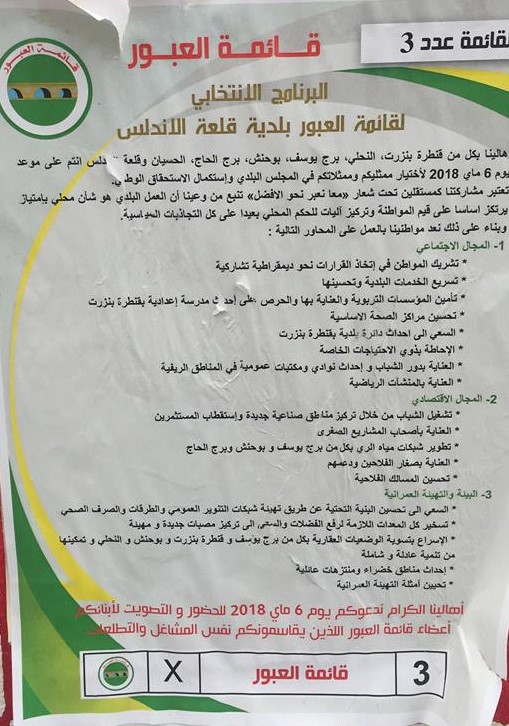 القائمة عدد 3
قائمة العبور
قائمة العبور
البرنامج الانتخابي
لقائمة العبور بلدية قلعة الاندلس
هالينا بكل من قنطرة بنزرت، النحلي، برج يوسف، بوحنش، برج الحاج، الحسيان وقلعة الاندلس انتم على موعد
يوم 6 ماي 2018 لأختيار ممثليكم وممثلاتكم في المجلس البلدي وإستكمال الاستحقاق الوطني.
تعتبر مشاركتنا كمستقلين تحت شعار «معا نعبر نحو الافضل» تنبع من وعينا أن العمل البلدي هو شأن محلي بإمتياز
يرتكز اساسا على قيم المواطنة وتركيز آليات للحكم المحلي بعيدا على كل التجاذبات السياسية.
وبناء على ذلك نعد مواطنينا بالعمل على المحاور التالية :
1- المجال الاجتماعي
* تشريك المواطن في إتخاذ القرارات نحو ديمقراطية تشاركية
* تسريع الخدمات البلدية وتحسينها
* تأمين المؤسسات التربوية والعناية بها والحرص على إحداث مدرسة إعدادية بقنطرة بنزرت
* تحسين مراكز الصحة الاساسية
* السعي الى احداث دائرة بلدية بقنطرة بنزرت
* الإحاطة بذوي الاحتياجات الخاصة
* العناية بدور الشباب و إحداث نوادي ومكتبات عمومية في المناطق الريفية
* العناية بالمنشآت الرياضية
2- المجال الاقتصادي
* تشغيل الشباب من خلال تركيز مناطق صناعية جديدة وإستقطاب المستثمرين
* العناية بأصحاب المشاريع الصغرى
* تطوير شبكات مياه الري بكل من برج يوسف و بوحنش وبرج الحاج
* العناية بصغار الفلاحين ودعمهم
* تحسين المسالك الفلاحية
3- البيئة والتهيئة العمرانية
* السعي الى تحسين البنية التحتية عن طريق تهيئة شبكات التنوير العمومي والطرقات والصرف الصحي
* تسخير كل المعدات اللازمة لرفع الفضلات والسعي الى تركيز مصبات جديدة و مهيئة
* الإسراع بتسوية الوضعيات العقارية بكل من برج يوسف و قنطرة بنزرت و بوحنش و النحلي و تمكينها
من تنمية عادلة و شاملة
* إحداث مناطق خضراء ومنتزهات عائلية
* تحيين أمثلة التهيئة العمرانية
أهالينا الكرام ندعوكم يوم 6 ماي 2018 للحضور و التصويت لأبنائكم
أعضاء قائمة العبور اللذين يقاسمونكم نفس المشاغل والتطلعات
3 قائمة العبور X